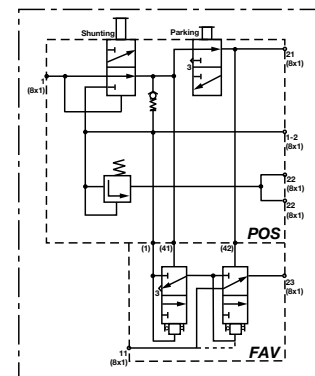 Shunting
Parking
3
21
(8x1)
1
(8x1)
1-2
(8x1)
22
(8x1)
22
(8x1)
POS
(1)
(41)
(42)
3
23
(8x1)
11
(8x1)
FAV